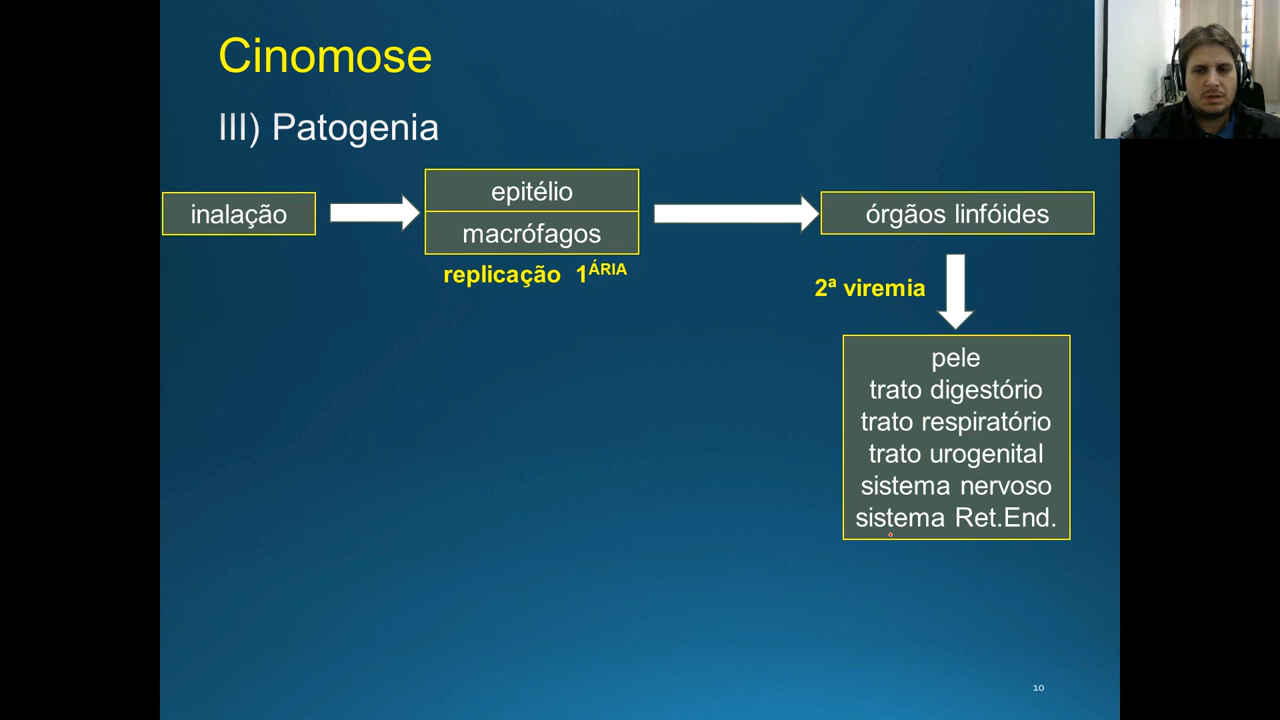 Cinomose
III) Patogenia
inalação
epitélio
macrófagos
replicação 1ÁRIA
órgãos linfóides
2ª viremia
pele
trato digestório
trato respiratório
trato urogenital
sistema nervoso
sistema Ret.End.
10